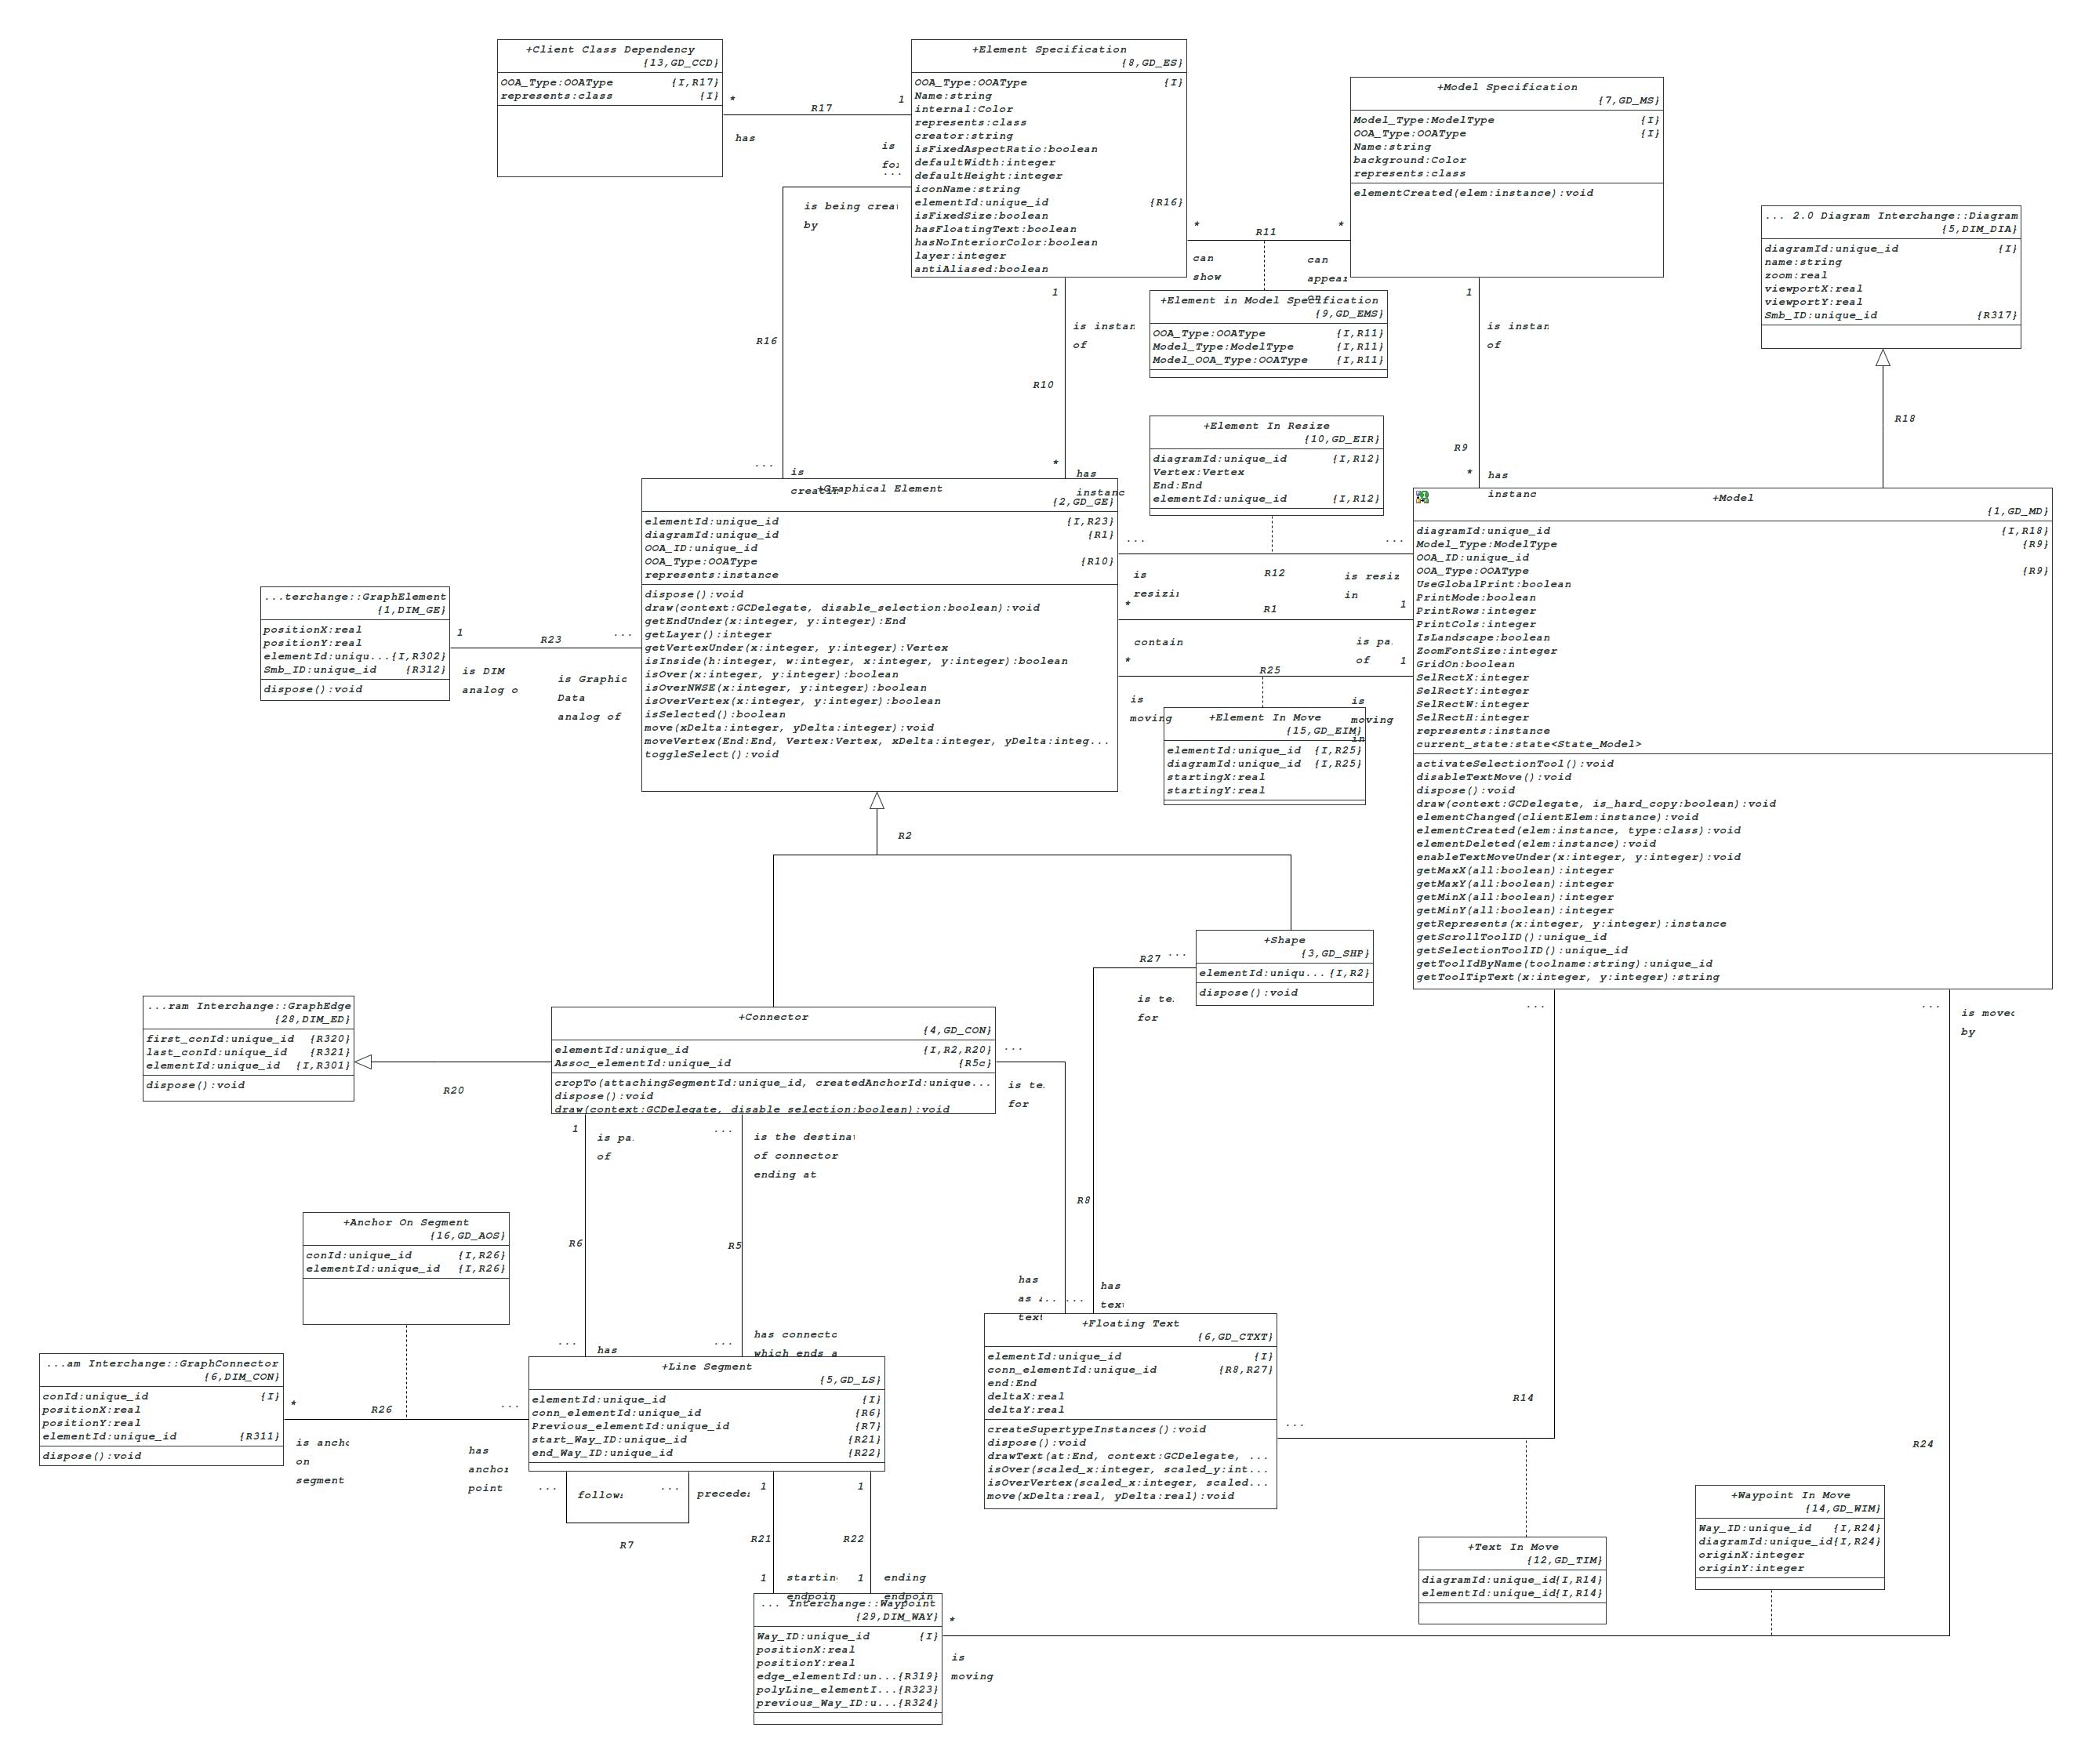 +Client Class Dependency
{13,GD_CCD}
OOA_Type:OOAType {I,R17}
represents:class {I}
*
R17
1
has
is
...
+Element Specification
{8,GD_ES}
OOA_Type:OOAType {I}
Name:string
internal:Color
represents:class
creator:string
isFixedAspectRatio:boolean
defaultWidth:integer
defaultHeight:integer
iconName:string
elementId:unique_id {R16}
isFixedSize:boolean
hasFloatingText:boolean
hasNoInteriorColor:boolean
layer:integer
antiAliased:boolean
+Model Specification
{7,GD_MS}
Model_Type:ModelType {I}
OOA_Type:OOAType {I}
Name:string
background:Color
represents:class
elementCreated(elem:instance):void
... 2.0 Diagram Interchange::Diagram
{5,DIM_DIA}
diagramId:unique_id {I}
name:string
zoom:real
viewportX:real
viewportY:real
Smb_ID:unique_id {R317}
is being
by
*
R11
*
can
show
can
+Element in Model Specification
{9,GD_EMS}
OOA_Type:OOAType {I,R11}
Model_Type:ModelType {I,R11}
Model_OOA_Type:OOAType {I,R11}
1
is
of
1
is
of
R16
R10
R18
R9
+Element In Resize
{10,GD_EIR}
diagramId:unique_id {I,R12}
Vertex:Vertex
End:End
elementId:unique_id {I,R12}
...
is
*
has
*
has
+Graphical Element
{2,GD_GE}
elementId:unique_id {I,R23}
diagramId:unique_id {R1}
OOA_ID:unique_id
OOA_Type:OOAType {R10}
represents:instance
dispose():void
draw(context:GCDelegate, disable_selection:boolean):void
getEndUnder(x:integer, y:integer):End
getLayer():integer
getVertexUnder(x:integer, y:integer):Vertex
isInside(h:integer, w:integer, x:integer, y:integer):boolean
isOver(x:integer, y:integer):boolean
isOverNWSE(x:integer, y:integer):boolean
isOverVertex(x:integer, y:integer):boolean
isSelected():boolean
move(xDelta:integer, yDelta:integer):void
moveVertex(End:End, Vertex:Vertex, xDelta:integer, yDelta:integ...
toggleSelect():void
+Model
{1,GD_MD}
diagramId:unique_id {I,R18}
Model_Type:ModelType {R9}
OOA_ID:unique_id
OOA_Type:OOAType {R9}
UseGlobalPrint:boolean
PrintMode:boolean
PrintRows:integer
PrintCols:integer
IsLandscape:boolean
ZoomFontSize:integer
GridOn:boolean
SelRectX:integer
SelRectY:integer
SelRectW:integer
SelRectH:integer
represents:instance
current_state:state<State_Model>
activateSelectionTool():void
disableTextMove():void
dispose():void
draw(context:GCDelegate, is_hard_copy:boolean):void
elementChanged(clientElem:instance):void
elementCreated(elem:instance, type:class):void
elementDeleted(elem:instance):void
enableTextMoveUnder(x:integer, y:integer):void
getMaxX(all:boolean):integer
getMaxY(all:boolean):integer
getMinX(all:boolean):integer
getMinY(all:boolean):integer
getRepresents(x:integer, y:integer):instance
getScrollToolID():unique_id
getSelectionToolID():unique_id
getToolIdByName(toolname:string):unique_id
getToolTipText(x:integer, y:integer):string
...
...
R12
is
is
in
*
R1
1
contain
is
of
*
R25
1
is
moving
is
moving
in
+Element In Move
{15,GD_EIM}
elementId:unique_id {I,R25}
diagramId:unique_id {I,R25}
startingX:real
startingY:real
...terchange::GraphElement
{1,DIM_GE}
positionX:real
positionY:real
elementId:uniqu...{I,R302}
Smb_ID:unique_id {R312}
dispose():void
1
R23
...
is DIM
analog
is
Data
analog of
R2
+Shape
{3,GD_SHP}
elementId:uniqu...{I,R2}
dispose():void
R27
...
is
for
...ram Interchange::GraphEdge
{28,DIM_ED}
first_conId:unique_id {R320}
last_conId:unique_id {R321}
elementId:unique_id {I,R301}
dispose():void
R20
+Connector
{4,GD_CON}
elementId:unique_id {I,R2,R20}
Assoc_elementId:unique_id {R5c}
cropTo(attachingSegmentId:unique_id, createdAnchorId:unique...
dispose():void
draw(context:GCDelegate, disable_selection:boolean):void
...
is
for
...
...
is moved
by
1
is
of
...
is the
of connector
ending at
R6
R5
R8
+Anchor On Segment
{16,GD_AOS}
conId:unique_id {I,R26}
elementId:unique_id {I,R26}
has
as
... ...
has
...
has
...
has
which ends
+Floating Text
{6,GD_CTXT}
elementId:unique_id {I}
conn_elementId:unique_id {R8,R27}
end:End
deltaX:real
deltaY:real
createSupertypeInstances():void
dispose():void
drawText(at:End, context:GCDelegate, ...
isOver(scaled_x:integer, scaled_y:int...
isOverVertex(scaled_x:integer, scaled...
move(xDelta:real, yDelta:real):void
...
R14
R24
...am Interchange::GraphConnector
{6,DIM_CON}
conId:unique_id {I}
positionX:real
positionY:real
elementId:unique_id {R311}
dispose():void
*
R26
...
is
on
segment
has
point
+Line Segment
{5,GD_LS}
elementId:unique_id {I}
conn_elementId:unique_id {R6}
Previous_elementId:unique_id {R7}
start_Way_ID:unique_id {R21}
end_Way_ID:unique_id {R22}
...
...
R7
1
1
R21
R22
1
1
ending
... Interchange::Waypoint
{29,DIM_WAY}
Way_ID:unique_id {I}
positionX:real
positionY:real
edge_elementId:un...{R319}
polyLine_elementI...{R323}
previous_Way_ID:u...{R324}
*
is
moving
+Text In Move
{12,GD_TIM}
diagramId:unique_id{I,R14}
elementId:unique_id{I,R14}
+Waypoint In Move
{14,GD_WIM}
Way_ID:unique_id {I,R24}
diagramId:unique_id{I,R24}
originX:integer
originY:integer